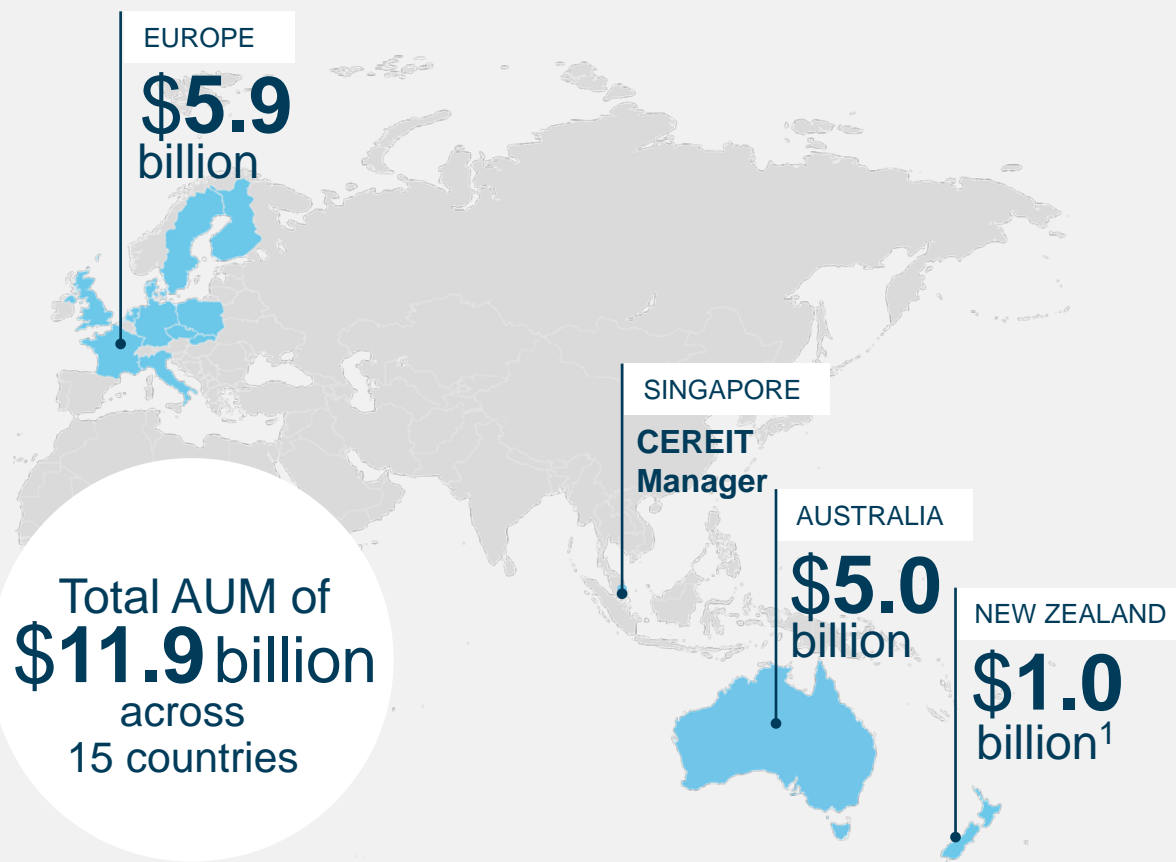 EUROPE
$5.9
billion
SINGAPORE
CEREIT
Manager
AUSTRALIA
$5.0
billion
NEW ZEALAND
$1.0
billion¹
Total AUM of
$11.9 billion
across
15 countries